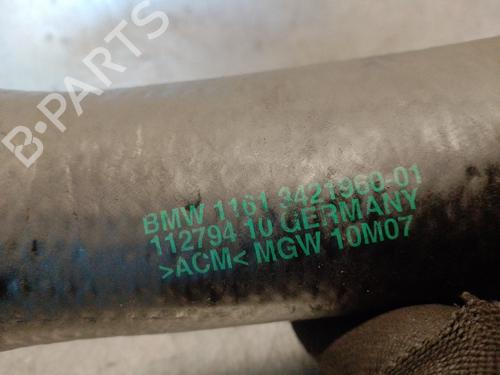 B-PARTS
BMW 1161 3421960-01
112794 10 GERMANY
>ACM< MGW 10M07